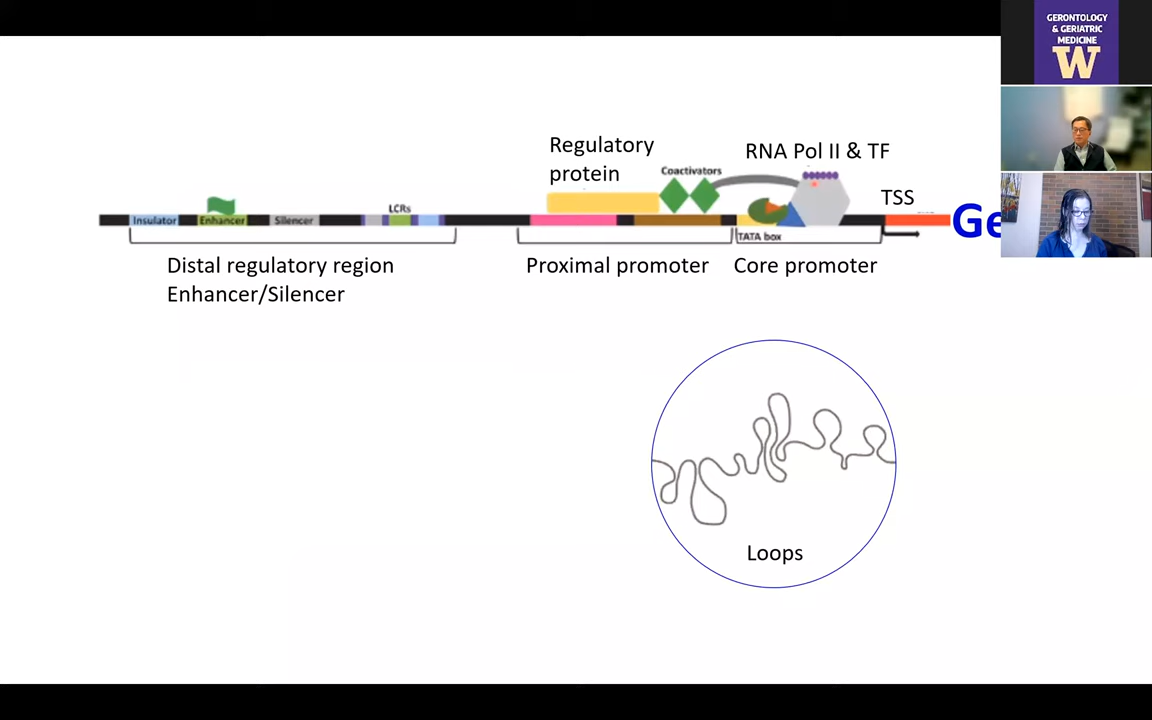 GERONTOLOGY
& GERIATRIC
MEDICINE
W
Regulatory
protein
Coactivators
RNA Pol II & TF
TSS
Insulator
Enhancer
Silencer
LCRs
TATA box
Ge
Distal regulatory region
Enhancer/Silencer
Proximal promoter
Core promoter
Loops